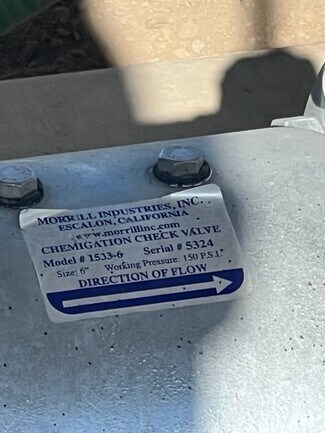 MORRILL INDUSTRIES, INC.
ESCALON, CALIFORNIA
www.morrillinc.com
CHEMIGATION CHECK VALVE
Model # 1533-6 Serial # 5324
Size: 6" Working Pressure: 150 P.S.I.
DIRECTION OF FLOW